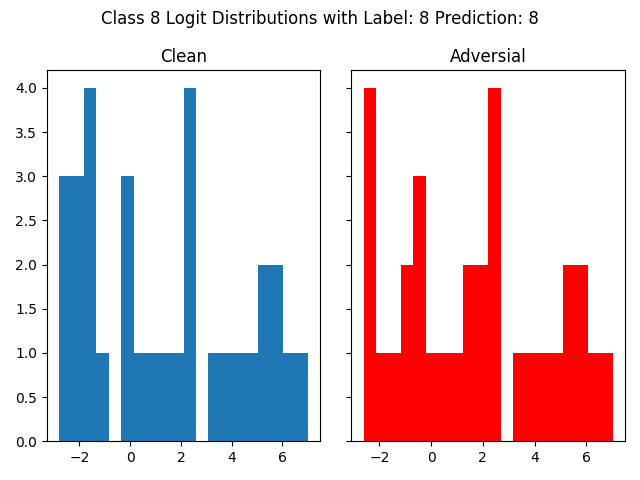 Class 8 Logit Distributions with Label: 8 Prediction: 8
Clean
Adversial
4.0
3.5
3.0
2.5
2.0
1.5
1.0
0.5
0.0
−2 0 2 4 6
−2 0 2 4 6